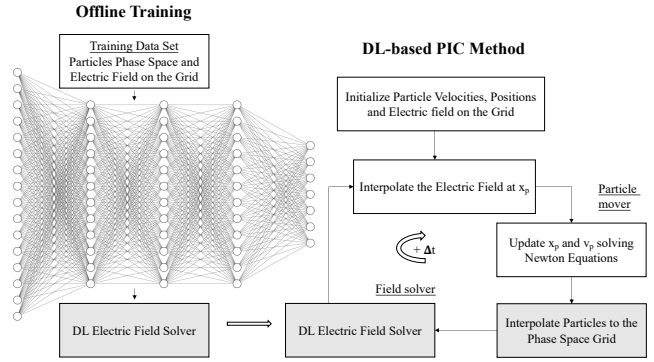 Offline Training
Training Data Set
Particles Phase Space and
Electric Field on the Grid
DL Electric Field Solver
DL-based PIC Method
Initialize Particle Velocities, Positions
and Electric field on the Grid
Interpolate the Electric Field at xₚ
Particle
mover
Update xₚ and vₚ solving
Newton Equations
+ Δt
Field solver
Interpolate Particles to the
Phase Space Grid
DL Electric Field Solver